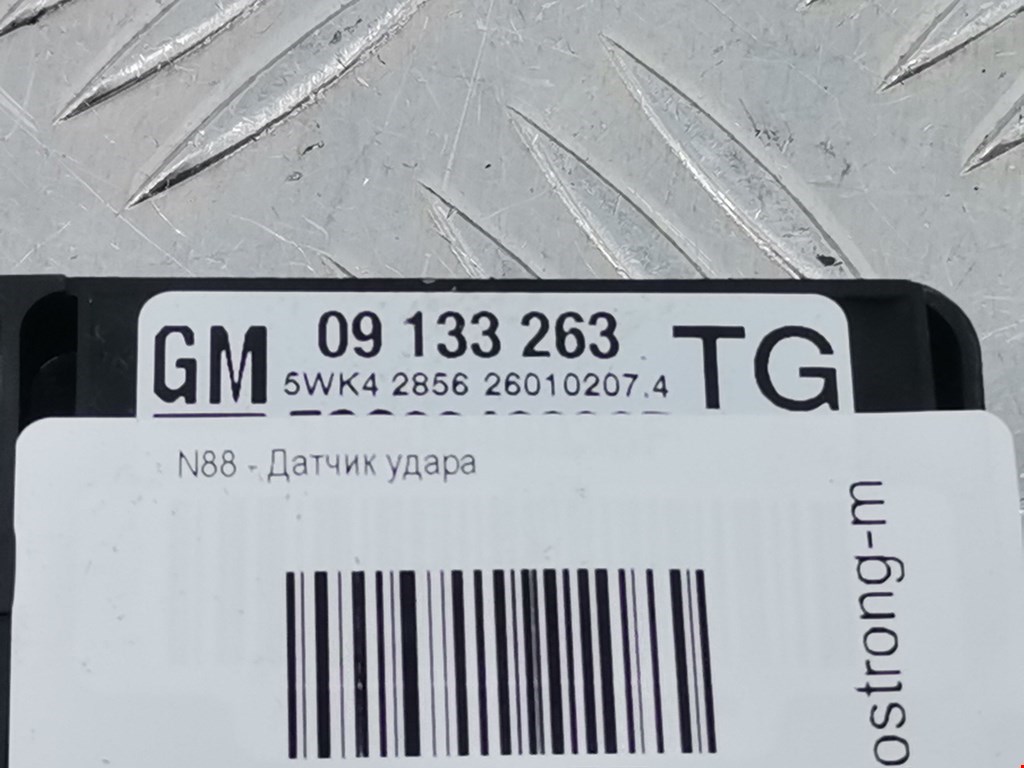 GM 09 133 263 TG
5WK4 2856 26010207.4
N88 - Датчик удара
ostrong-m